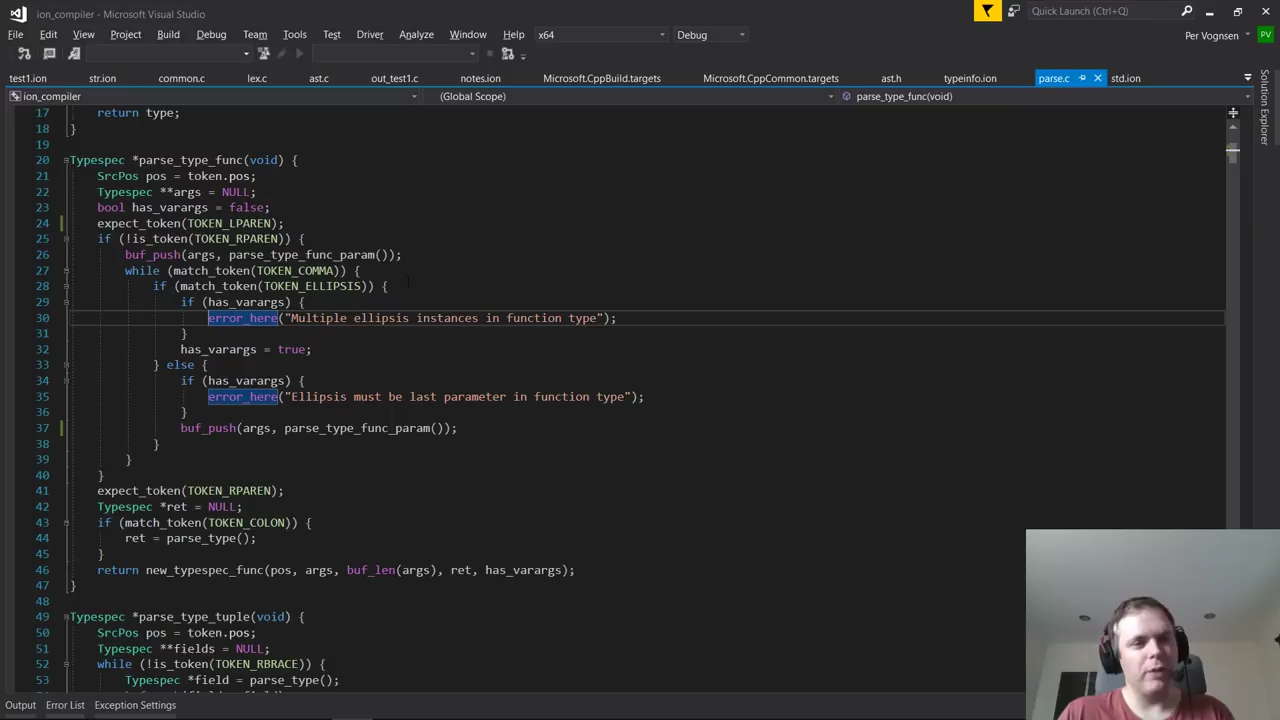 ion_compiler - Microsoft Visual Studio
Quick Launch (Ctrl+Q)
File Edit View Project Build Debug Team Tools Test Driver Analyze Window Help x64 Debug Per Vognsen PV
test1.ion str.ion common.c lex.c ast.c out_test1.c notes.ion Microsoft.CppBuild.targets Microsoft.CppCommon.targets ast.h typeinfo.ion parse.c std.ion
ion_compiler (Global Scope) parse_type_func(void)
Solution Explorer
17 return type;
18 }
19
20 Typespec *parse_type_func(void) {
21 SrcPos pos = token.pos;
22 Typespec **args = NULL;
23 bool has_varargs = false;
24 expect_token(TOKEN_LPAREN);
25 if (!is_token(TOKEN_RPAREN)) {
26 buf_push(args, parse_type_func_param());
27 while (match_token(TOKEN_COMMA)) {
28 if (match_token(TOKEN_ELLIPSIS)) {
29 if (has_varargs) {
30 error_here("Multiple ellipsis instances in function type");
31 }
32 has_varargs = true;
33 } else {
34 if (has_varargs) {
35 error_here("Ellipsis must be last parameter in function type");
36 }
37 buf_push(args, parse_type_func_param());
38 }
39 }
40 }
41 expect_token(TOKEN_RPAREN);
42 Typespec *ret = NULL;
43 if (match_token(TOKEN_COLON)) {
44 ret = parse_type();
45 }
46 return new_typespec_func(pos, args, buf_len(args), ret, has_varargs);
47 }
48
49 Typespec *parse_type_tuple(void) {
50 SrcPos pos = token.pos;
51 Typespec **fields = NULL;
52 while (!is_token(TOKEN_RBRACE)) {
53 Typespec *field = parse_type();
Output Error List Exception Settings